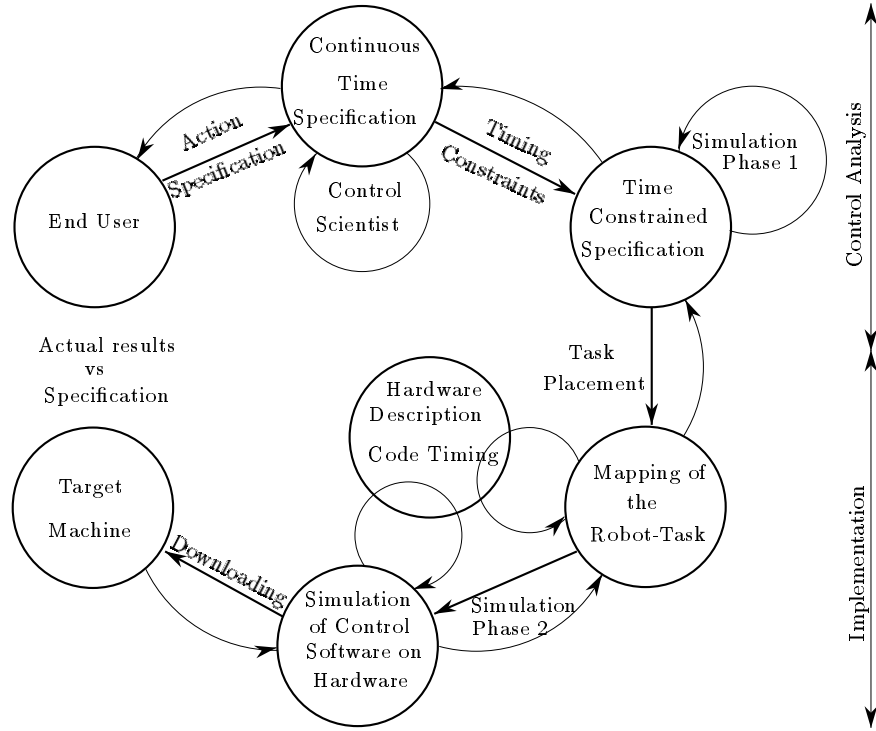 Continuous
Time
Specification
Action
Specification
Timing
Constraints
Simulation
Phase 1
End User
Control
Scientist
Time
Constrained
Specification
Control Analysis
Actual results
vs
Specification
Task
Placement
Hardware
Description
Code Timing
Target
Machine
Mapping of
the
Robot-Task
Downloading
Simulation
of Control
Software on
Hardware
Simulation
Phase 2
Implementation